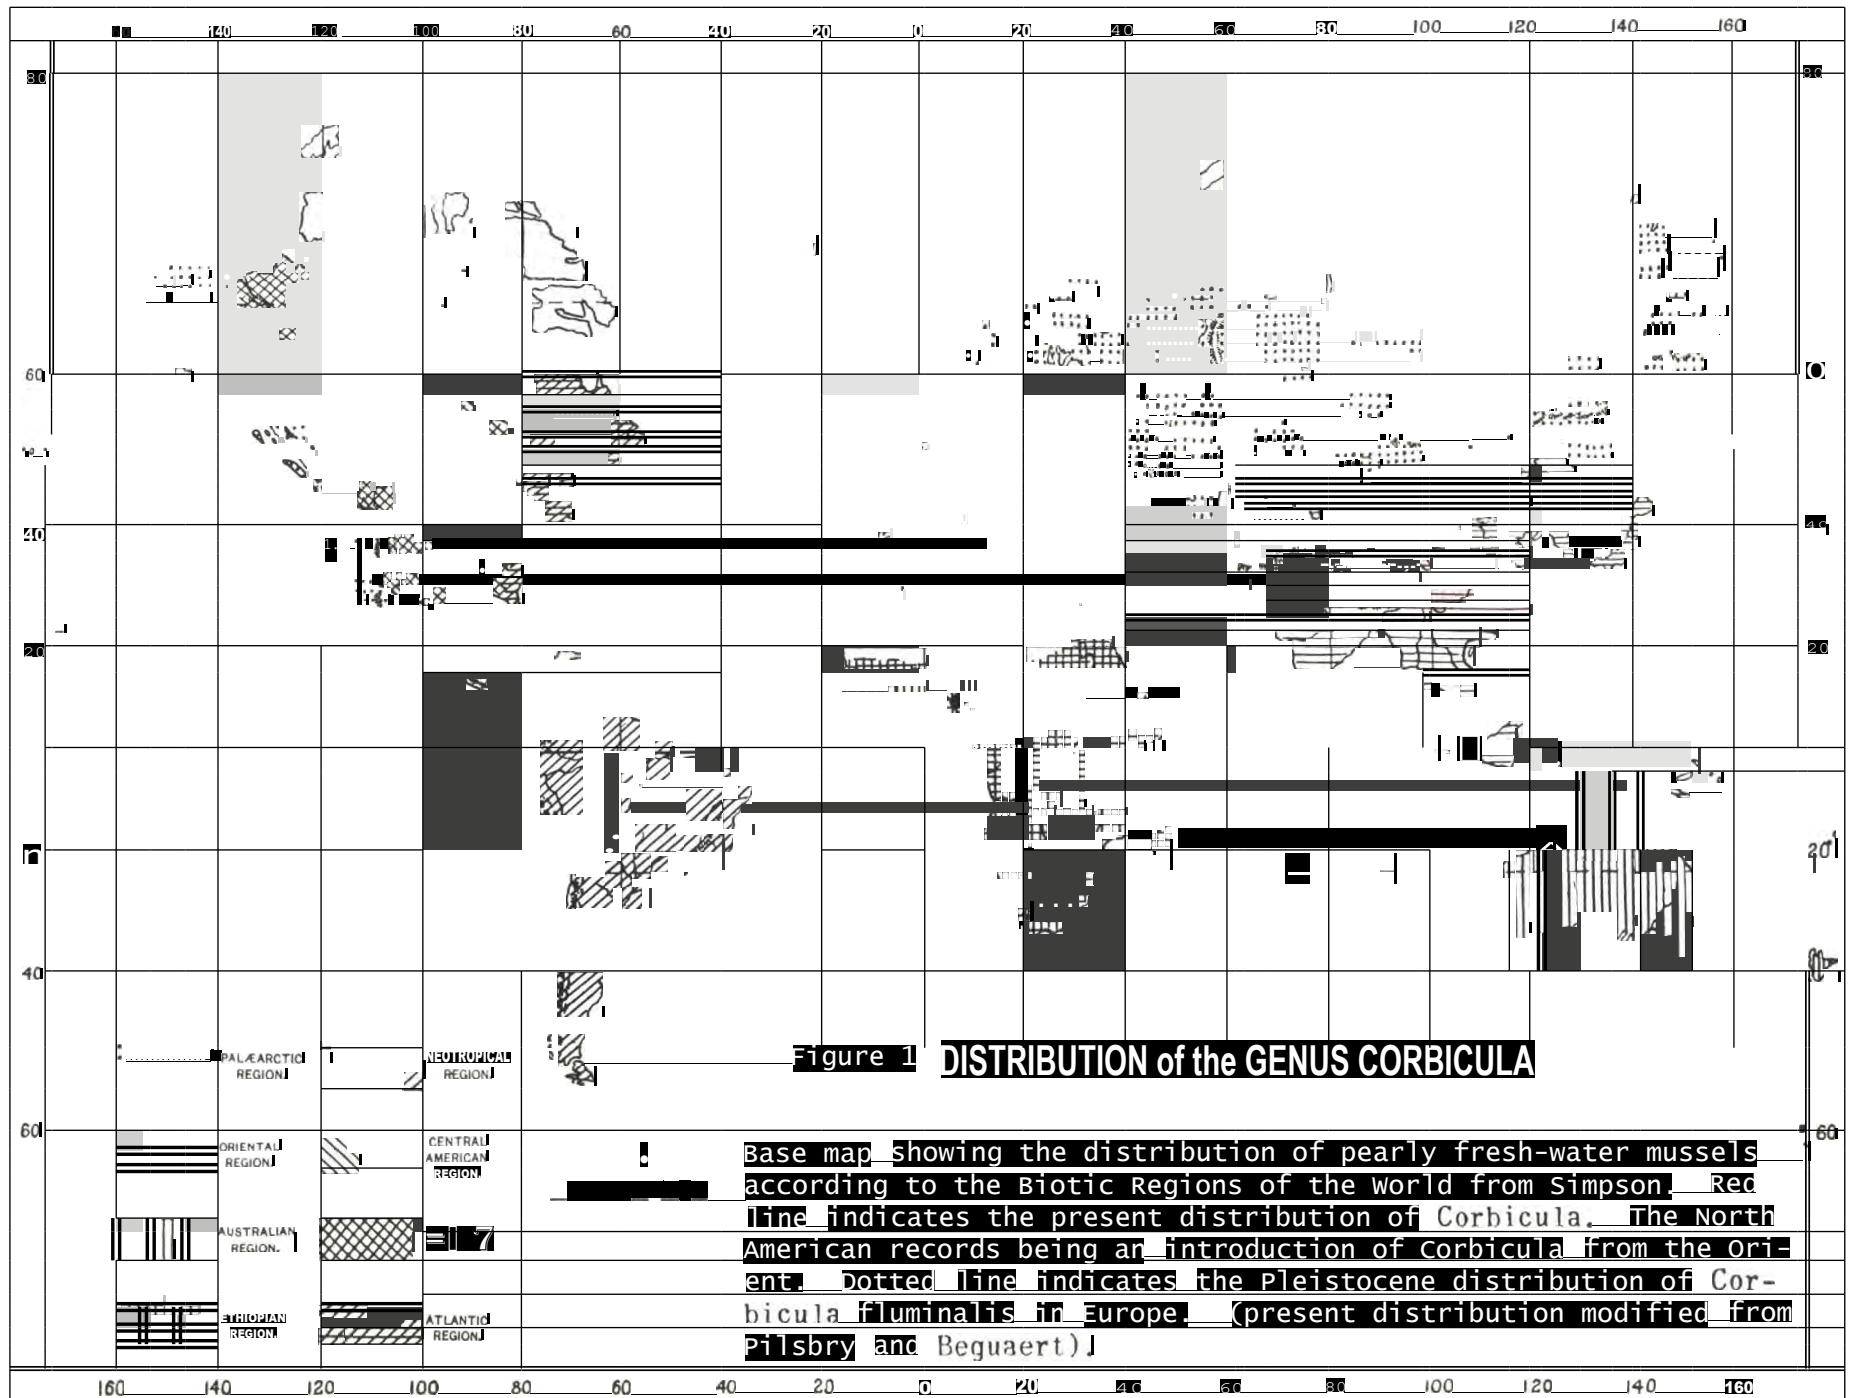 140 120 100 80 60 40 20 0 20 40 60 80 100 120 140 160
80 80
60
40 40
20 20
20
40
PALÆARCTIC
REGION.
NEOTROPICAL
REGION.
Figure 1 DISTRIBUTION of the GENUS CORBICULA
60 60
ORIENTAL
REGION.
CENTRAL
AMERICAN
REGION.
AUSTRALIAN
REGION.
ETHIOPIAN
REGION.
ATLANTIC
REGION.
Base map showing the distribution of pearly fresh-water mussels
according to the Biotic Regions of the World from Simpson. Red
line indicates the present distribution of Corbicula. The North
American records being an introduction of Corbicula from the Ori-
ent. Dotted line indicates the Pleistocene distribution of Cor-
bicula fluminalis in Europe. (present distribution modified from
Pilsbry and Beguaert).
160 140 120 100 80 60 40 20 0 20 40 60 80 100 120 140 160